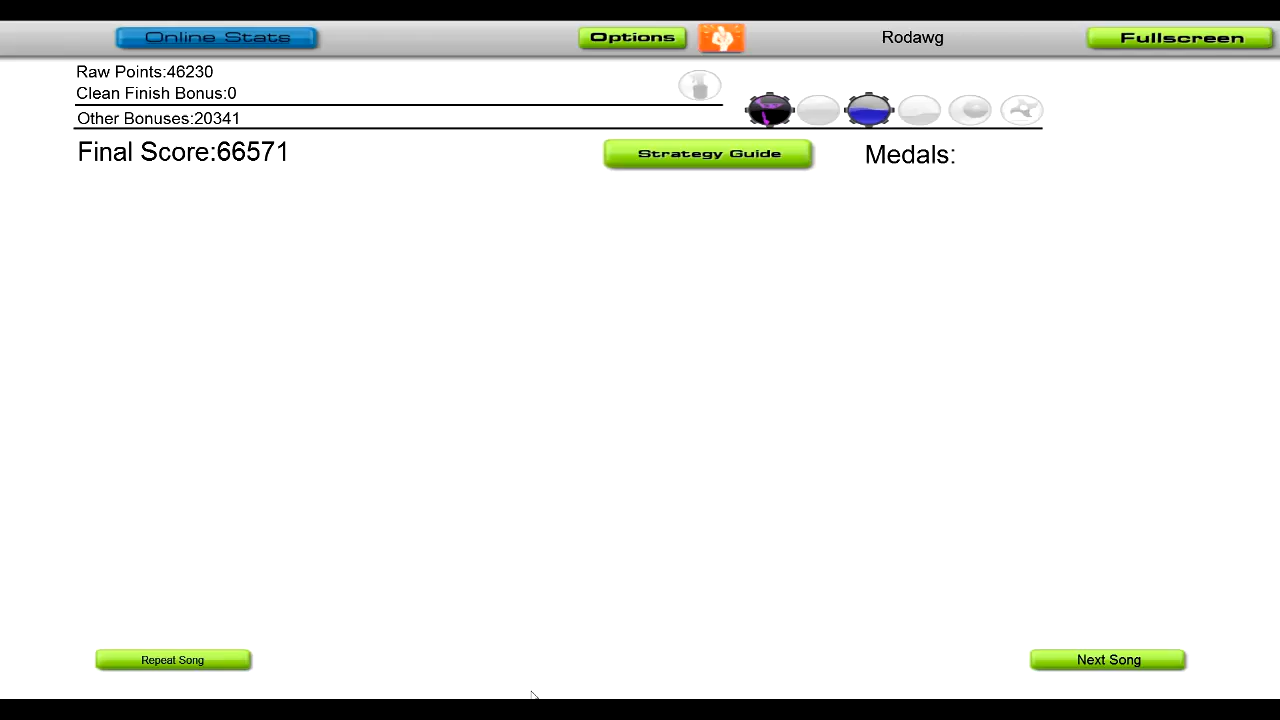 Online Stats
Options
Rodawg
Fullscreen
Raw Points:46230
Clean Finish Bonus:0
Other Bonuses:20341
Final Score:66571
Strategy Guide
Medals:
Repeat Song
Next Song